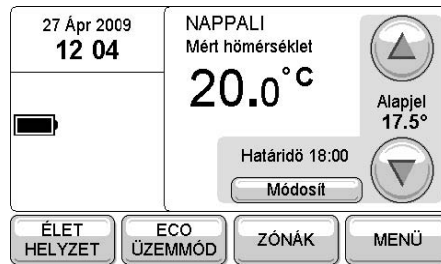 27 Ápr 2009
12 04
NAPPALI
Mért hömérséklet
20.0°C
Alapjel
17.5°
Határidö 18:00
Módosít
ÉLET HELYZET
ECO ÜZEMMÓD
ZÓNÁK
MENÜ